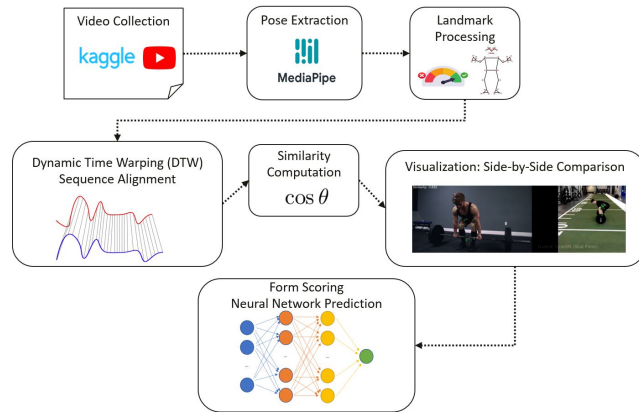 Video Collection
kaggle
Pose Extraction
MediaPipe
Landmark
Processing
Dynamic Time Warping (DTW)
Sequence Alignment
Similarity
Computation
cos θ
Visualization: Side-by-Side Comparison
Form Scoring
Neural Network Prediction
...
...
...